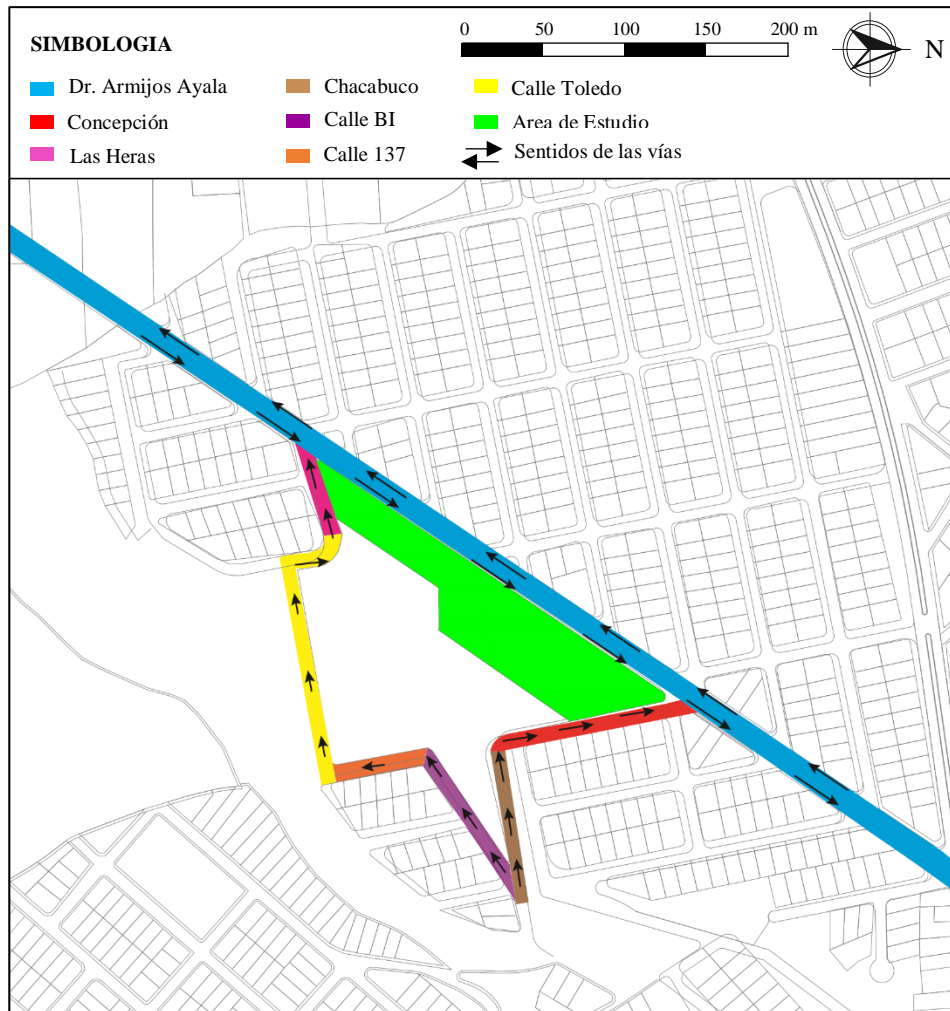 SIMBOLOGIA
0 50 100 150 200 m
N
Dr. Armijos Ayala
Chacabuco
Calle Toledo
Concepción
Calle BI
Area de Estudio
Las Heras
Calle 137
Sentidos de las vías